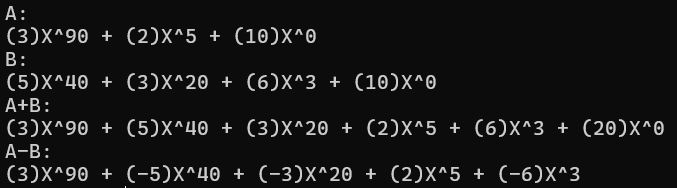 A:
(3)X^90 + (2)X^5 + (10)X^0
B:
(5)X^40 + (3)X^20 + (6)X^3 + (10)X^0
A+B:
(3)X^90 + (5)X^40 + (3)X^20 + (2)X^5 + (6)X^3 + (20)X^0
A-B:
(3)X^90 + (-5)X^40 + (-3)X^20 + (2)X^5 + (-6)X^3